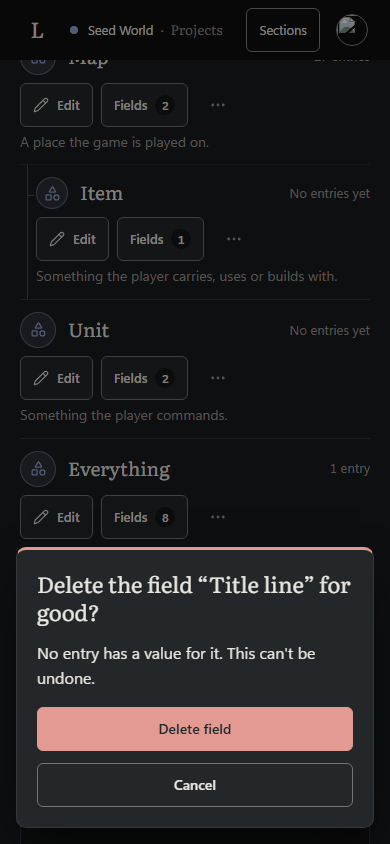 L Seed World · Projects Sections
Map
Edit Fields 2 ...
A place the game is played on.
Item No entries yet
Edit Fields 1 ...
Something the player carries, uses or builds with.
Unit No entries yet
Edit Fields 2 ...
Something the player commands.
Everything 1 entry
Edit Fields 8 ...
Delete the field “Title line” for
good?
No entry has a value for it. This can't be
undone.
Delete field
Cancel